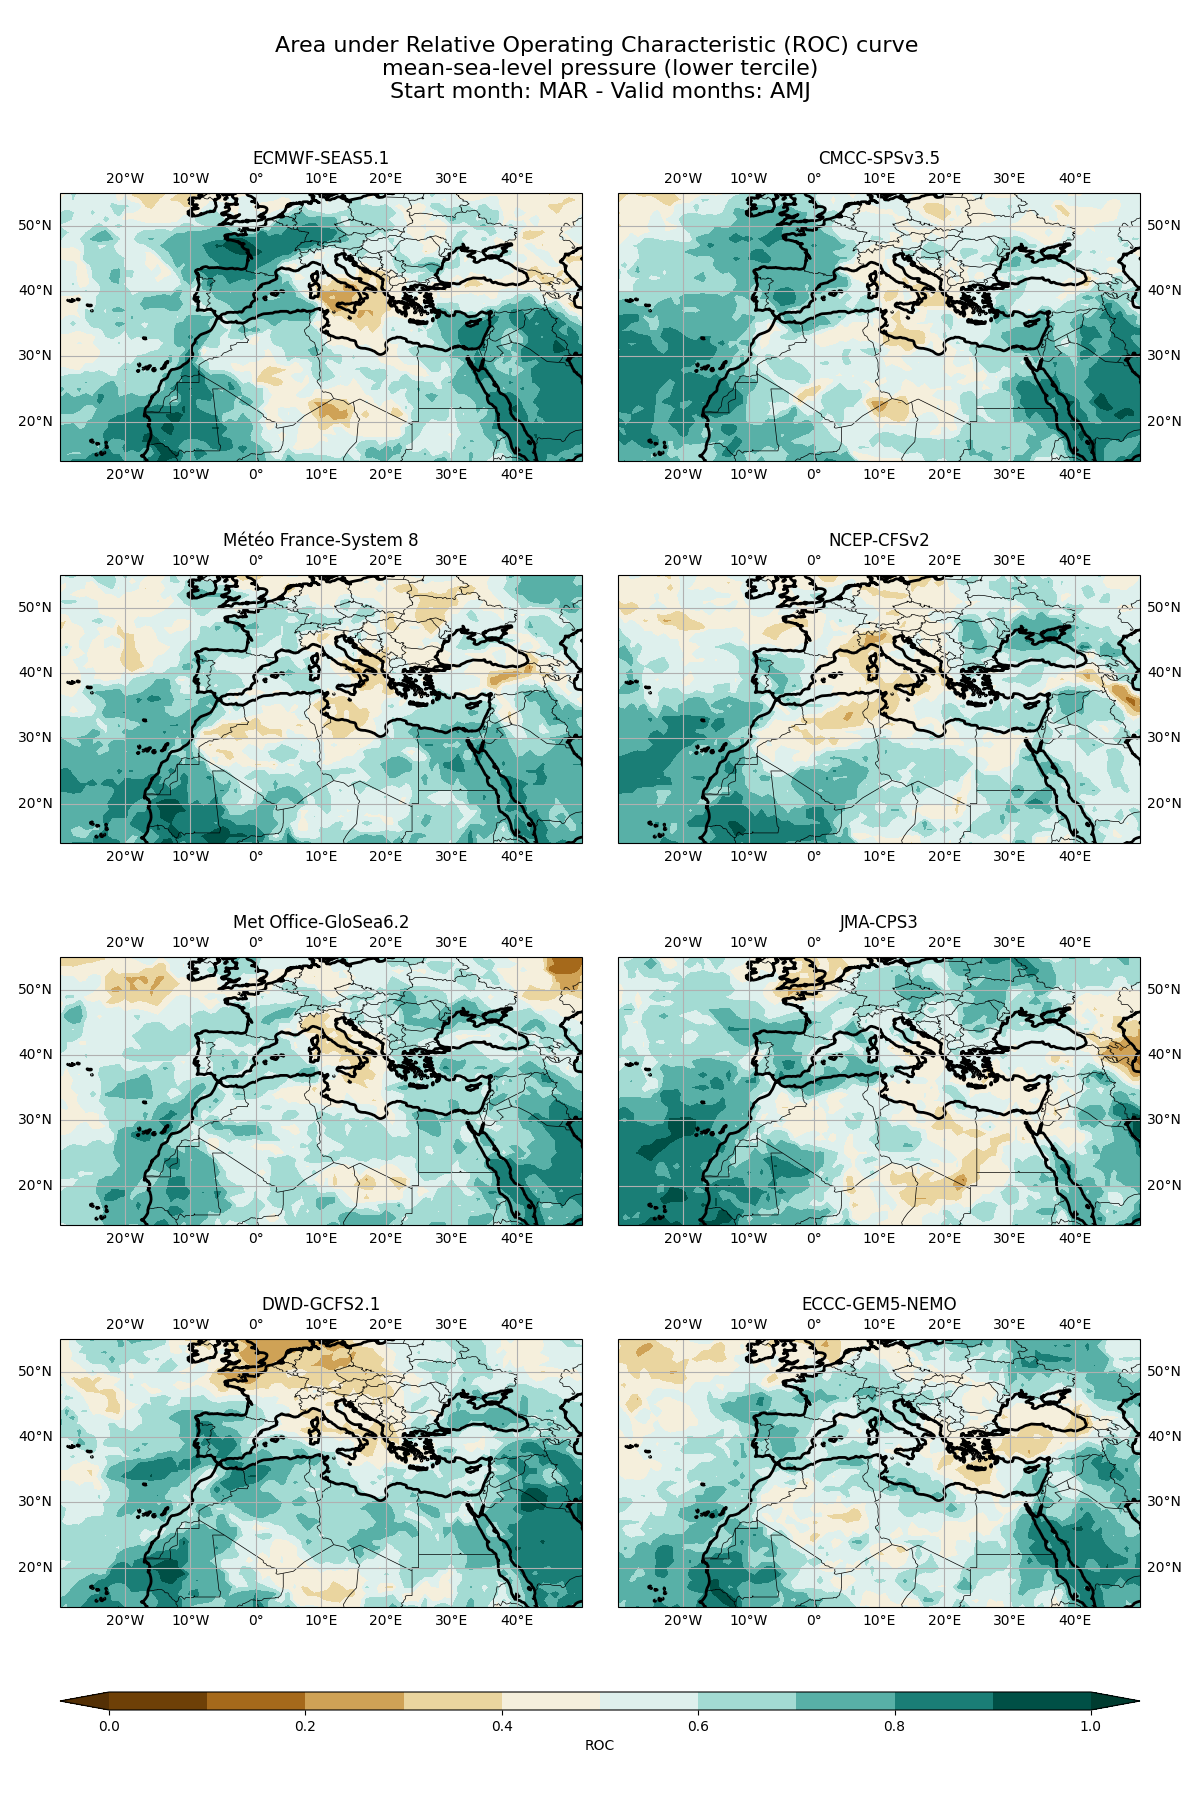 Area under Relative Operating Characteristic (ROC) curve
mean-sea-level pressure (lower tercile)
Start month: MAR - Valid months: AMJ
ECMWF-SEAS5.1
20°W 10°W 0° 10°E 20°E 30°E 40°E
50°N
40°N
30°N
20°N
20°W 10°W 0° 10°E 20°E 30°E 40°E
CMCC-SPSv3.5
20°W 10°W 0° 10°E 20°E 30°E 40°E
50°N
40°N
30°N
20°N
20°W 10°W 0° 10°E 20°E 30°E 40°E
Météo France-System 8
20°W 10°W 0° 10°E 20°E 30°E 40°E
50°N
40°N
30°N
20°N
20°W 10°W 0° 10°E 20°E 30°E 40°E
NCEP-CFSv2
20°W 10°W 0° 10°E 20°E 30°E 40°E
50°N
40°N
30°N
20°N
20°W 10°W 0° 10°E 20°E 30°E 40°E
Met Office-GloSea6.2
20°W 10°W 0° 10°E 20°E 30°E 40°E
50°N
40°N
30°N
20°N
20°W 10°W 0° 10°E 20°E 30°E 40°E
JMA-CPS3
20°W 10°W 0° 10°E 20°E 30°E 40°E
50°N
40°N
30°N
20°N
20°W 10°W 0° 10°E 20°E 30°E 40°E
DWD-GCFS2.1
20°W 10°W 0° 10°E 20°E 30°E 40°E
50°N
40°N
30°N
20°N
20°W 10°W 0° 10°E 20°E 30°E 40°E
ECCC-GEM5-NEMO
20°W 10°W 0° 10°E 20°E 30°E 40°E
50°N
40°N
30°N
20°N
20°W 10°W 0° 10°E 20°E 30°E 40°E
0.0 0.2 0.4 0.6 0.8 1.0
ROC